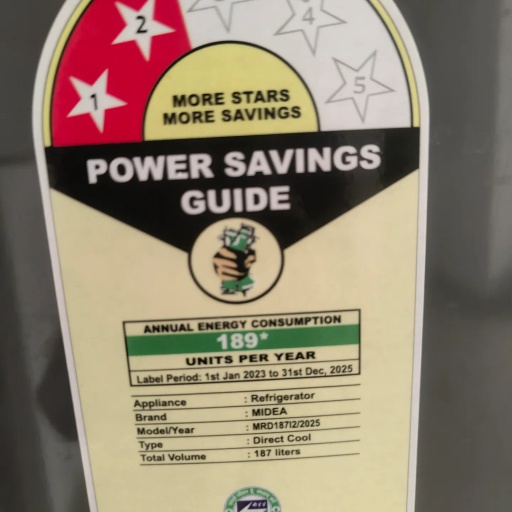 1
2
4
5
MORE STARS
MORE SAVINGS
POWER SAVINGS
GUIDE
ANNUAL ENERGY CONSUMPTION
189*
UNITS PER YEAR
Label Period: 1st Jan 2023 to 31st Dec, 2025
Appliance : Refrigerator
Brand : MIDEA
Model/Year : MRD187I2/2025
Type : Direct Cool
Total Volume : 187 liters